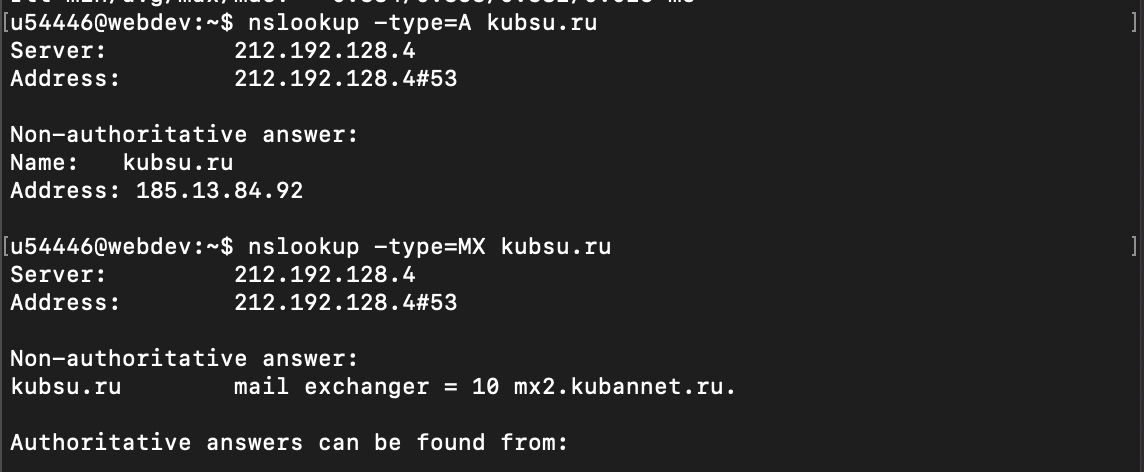 [u54446@webdev:~$ nslookup -type=A kubsu.ru ]
Server: 212.192.128.4
Address: 212.192.128.4#53
Non-authoritative answer:
Name: kubsu.ru
Address: 185.13.84.92
[u54446@webdev:~$ nslookup -type=MX kubsu.ru ]
Server: 212.192.128.4
Address: 212.192.128.4#53
Non-authoritative answer:
kubsu.ru mail exchanger = 10 mx2.kubannet.ru.
Authoritative answers can be found from: